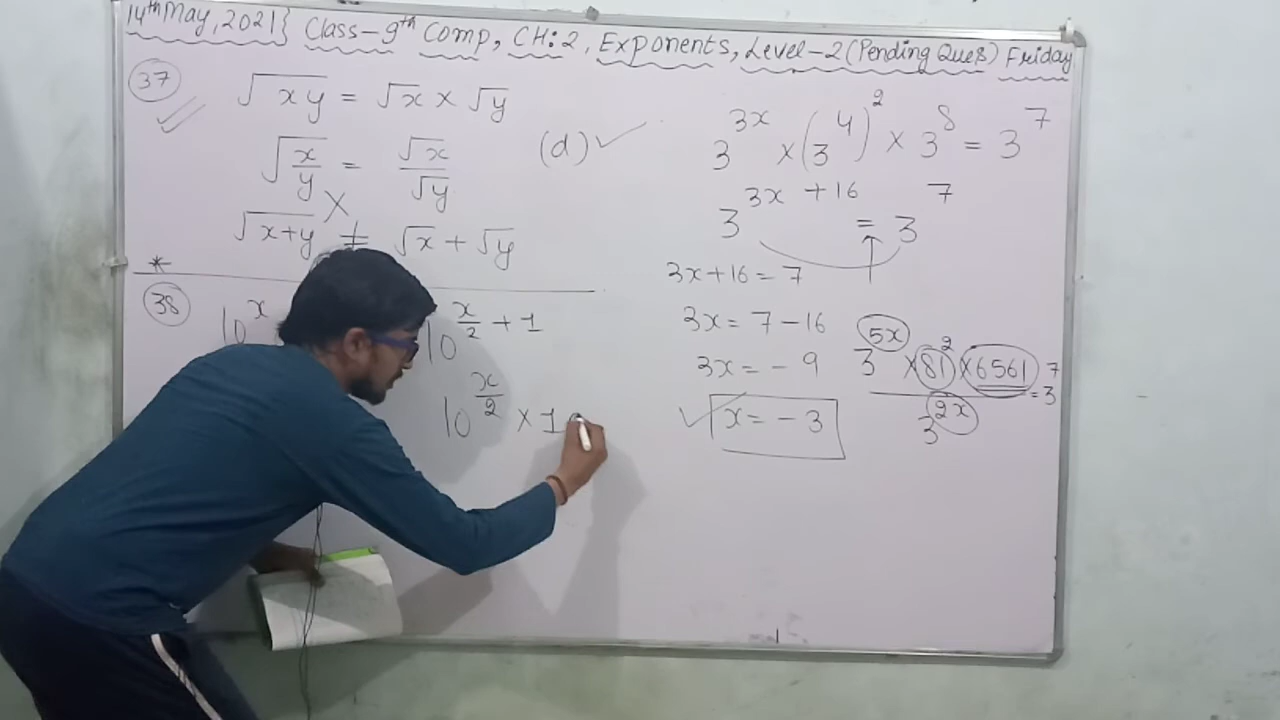 14th May, 2021} Class-9th Comp, CH:2, Exponents, Level-2 (Pending Ques) Friday
37
√xy = √x × √y
√x/y = √x/√y
(d) ✓
√x+y ≠ √x + √y
*
38
10^x
10^(x/2 + 1)
10^(x/2) × 1
3^3x × (3^4)^2 × 3^8 = 3^7
3^(3x + 16) = 3^7
3x + 16 = 7
3x = 7 - 16
3x = - 9
x = - 3
3^5x × 81^2 × 6561 / 3^2x = 3^7